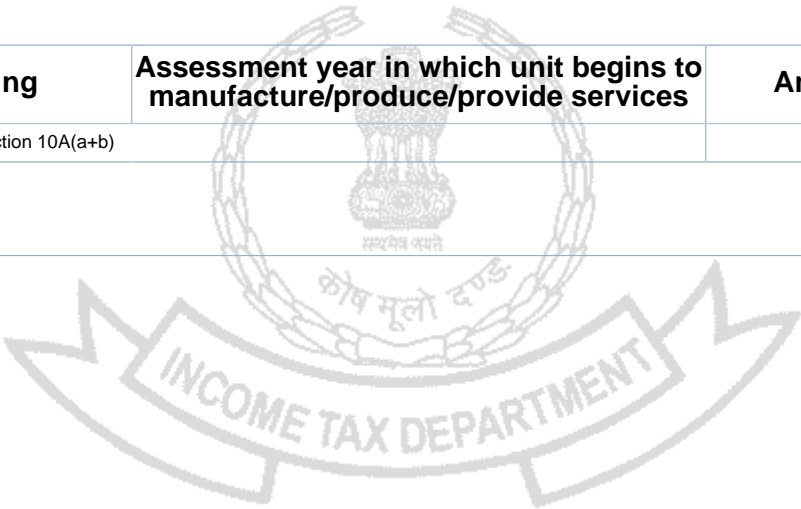 ng
Assessment year in which unit begins to
manufacture/produce/provide services
Ar
ction 10A(a+b)
सत्यमेव जयते
कोष मूलो दण्ड
INCOME TAX DEPARTMENT